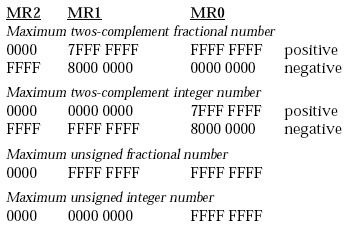 MR2 MR1 MR0
Maximum twos-complement fractional number
0000 7FFF FFFF FFFF FFFF positive
FFFF 8000 0000 0000 0000 negative
Maximum twos-complement integer number
0000 0000 0000 7FFF FFFF positive
FFFF FFFF FFFF 8000 0000 negative
Maximum unsigned fractional number
0000 FFFF FFFF FFFF FFFF
Maximum unsigned integer number
0000 0000 0000 FFFF FFFF